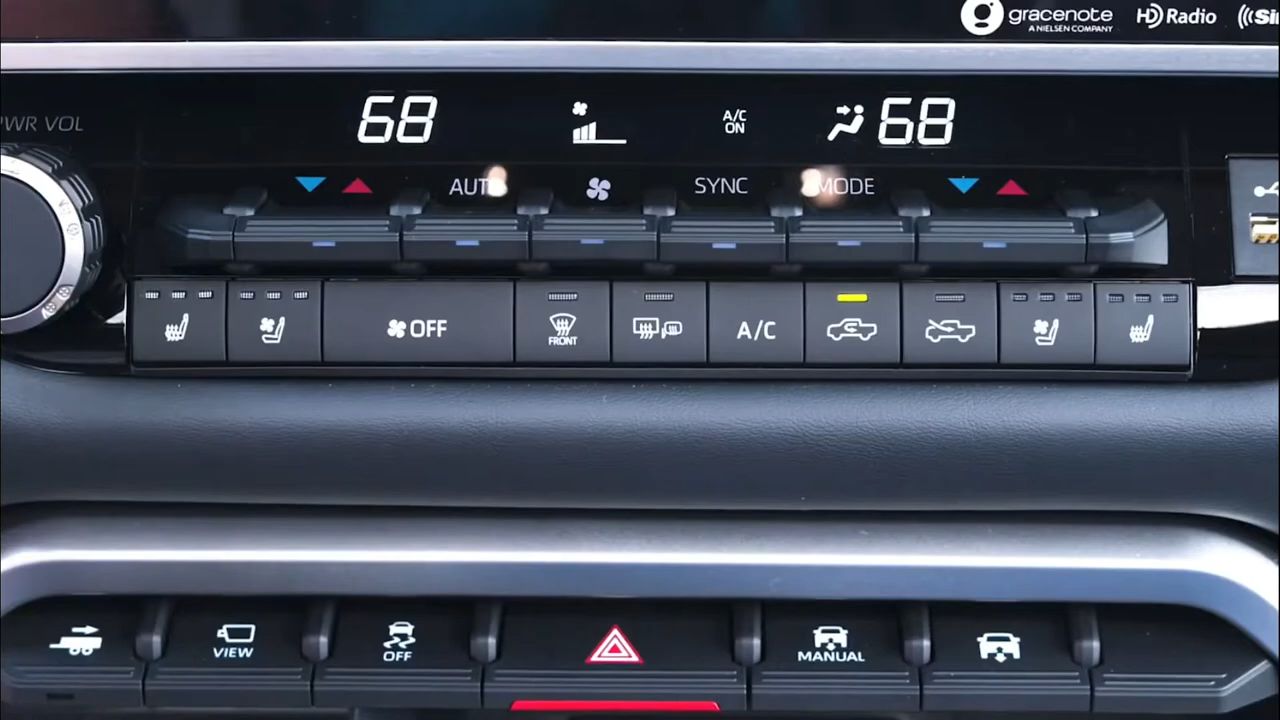 gracenote
A NIELSEN COMPANY
HD Radio
PWR VOL
68
A/C
ON
68
AUTO
SYNC
MODE
OFF
FRONT
A/C
VIEW
OFF
MANUAL